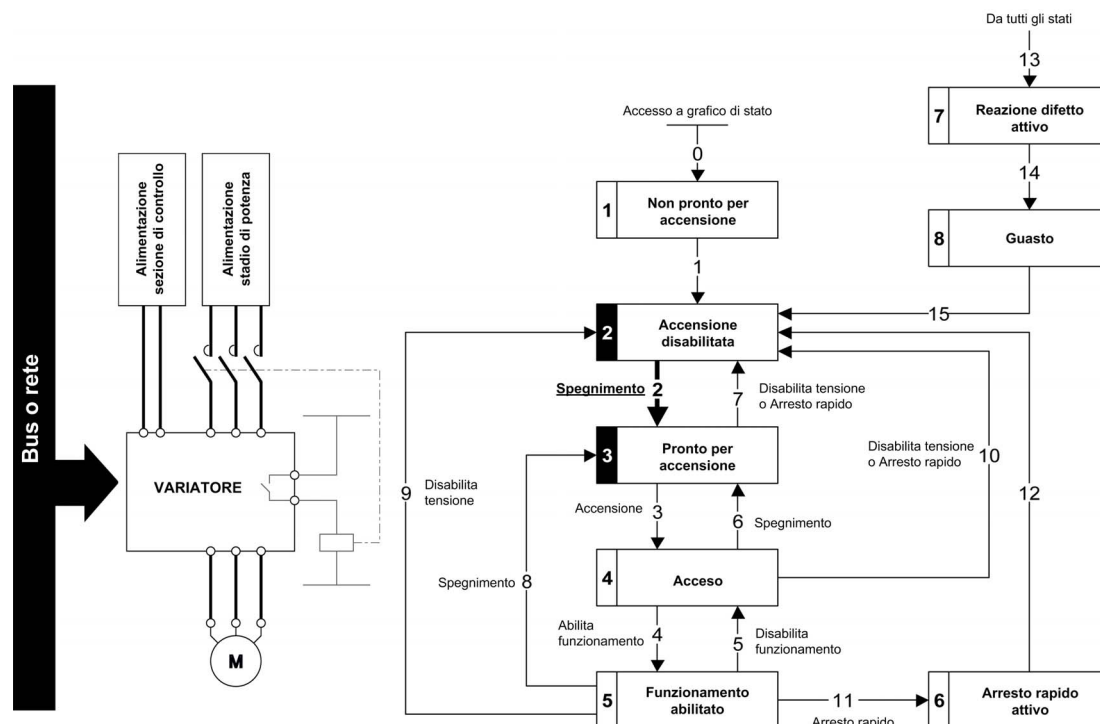 Bus o rete
Alimentazione
sezione di controllo
Alimentazione
stadio di potenza
VARIATORE
M
Da tutti gli stati
13
7
Reazione difetto
attivo
14
8
Guasto
15
Accesso a grafico di stato
0
1
Non pronto per
accensione
1
2
Accensione
disabilitata
Spegnimento 2
7
Disabilita tensione
o Arresto rapido
3
Pronto per
accensione
Accensione 3
6 Spegnimento
Disabilita tensione
o Arresto rapido
10
12
9
Disabilita
tensione
4
Acceso
Spegnimento 8
Abilita
funzionamento
4
5
Disabilita
funzionamento
5
Funzionamento
abilitato
11
Arresto rapido
6
Arresto rapido
attivo